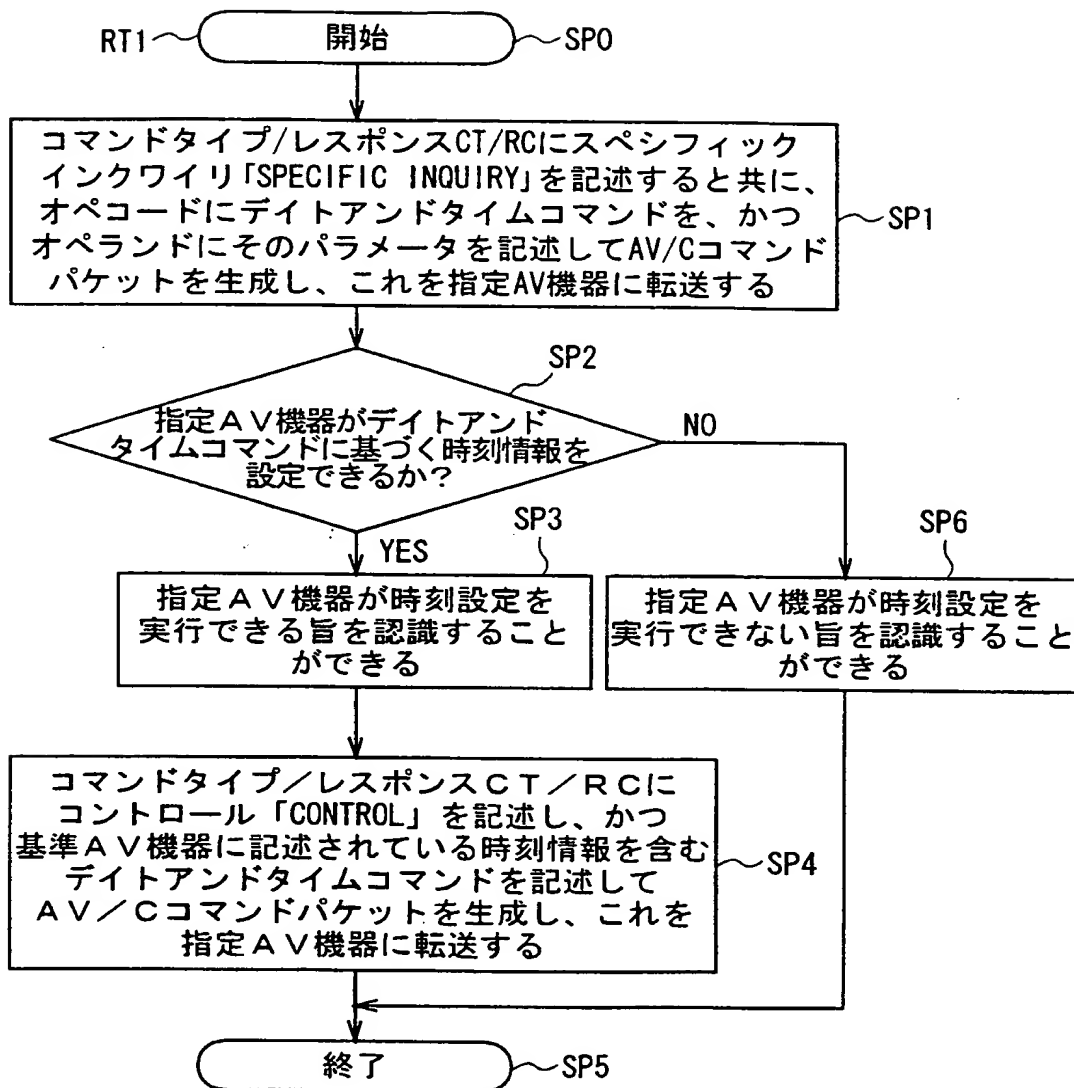 RT1
開始
SP0
コマンドタイプ/レスポンスCT/RCにスペシフィック
インクワイリ「SPECIFIC INQUIRY」を記述すると共に、
オペコードにデイトアンドタイムコマンドを、かつ
オペランドにそのパラメータを記述してAV/Cコマンド
パケットを生成し、これを指定AV機器に転送する
SP1
SP2
指定AV機器がデイトアンド
タイムコマンドに基づく時刻情報を
設定できるか?
NO
YES
SP3
指定AV機器が時刻設定を
実行できる旨を認識すること
ができる
SP6
指定AV機器が時刻設定を
実行できない旨を認識すること
ができる
コマンドタイプ/レスポンスCT/RCに
コントロール「CONTROL」を記述し、かつ
基準AV機器に記述されている時刻情報を含む
デイトアンドタイムコマンドを記述して
AV/Cコマンドパケットを生成し、これを
指定AV機器に転送する
SP4
終了
SP5